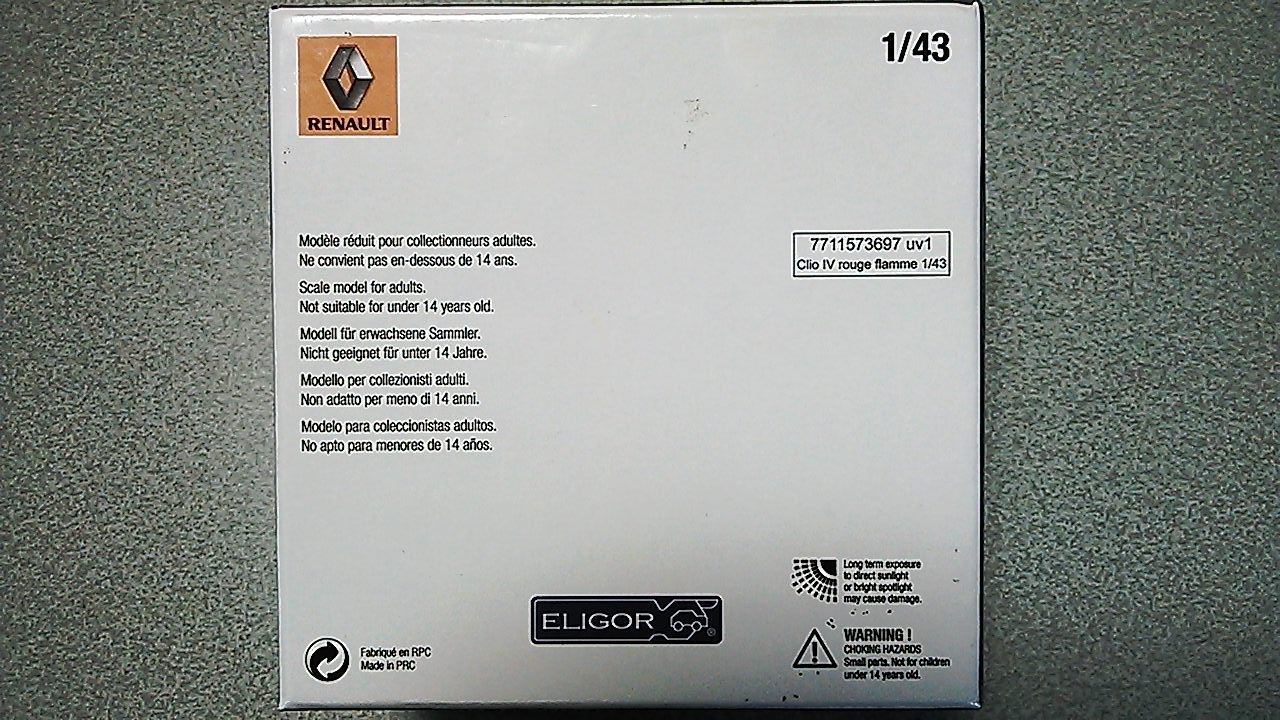 RENAULT
1/43
Modèle réduit pour collectionneurs adultes.
Ne convient pas en-dessous de 14 ans.
Scale model for adults.
Not suitable for under 14 years old.
Modell für erwachsene Sammler.
Nicht geeignet für unter 14 Jahre.
Modello per collezionisti adulti.
Non adatto per meno di 14 anni.
Modelo para coleccionistas adultos.
No apto para menores de 14 años.
7711573697 uv1
Clio IV rouge flamme 1/43
Long term exposure
to direct sunlight
or bright spotlight
may cause damage.
ELIGOR ®
WARNING !
CHOKING HAZARDS
Small parts. Not for children
under 14 years old.
Fabriqué en RPC
Made in PRC